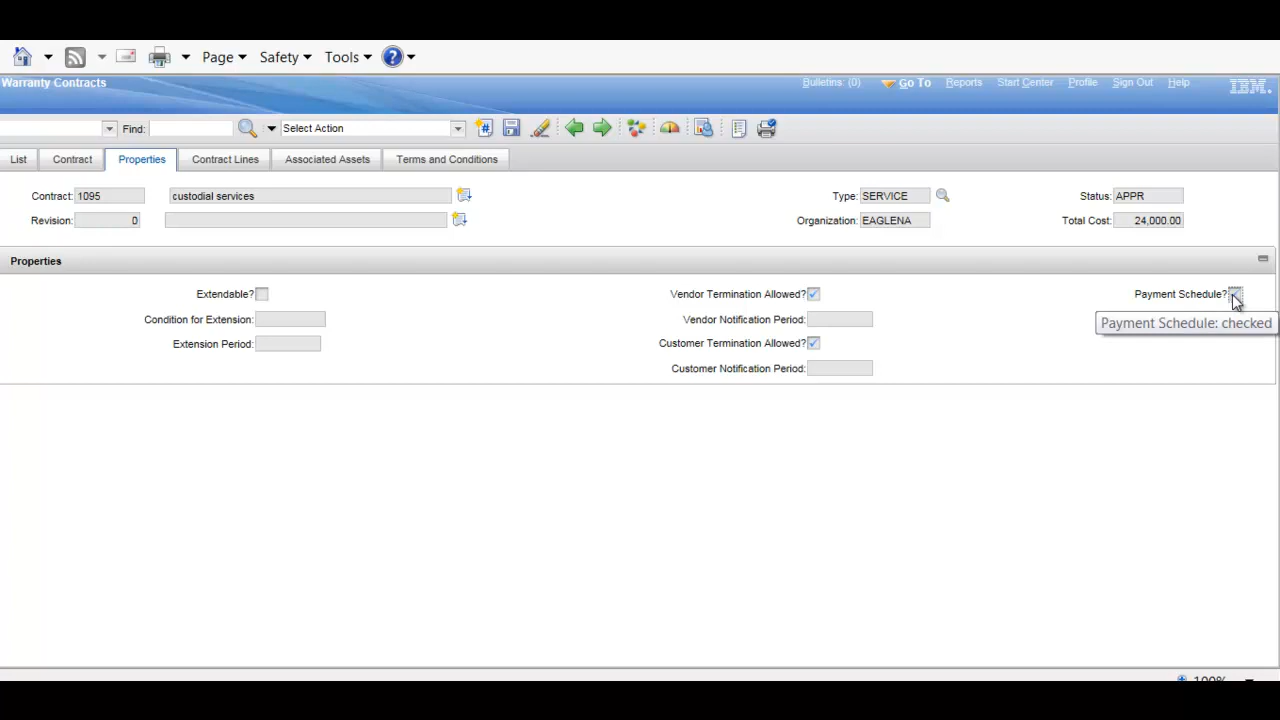 Page Safety Tools ?
Warranty Contracts Bulletins: (0) Go To Reports Start Center Profile Sign Out Help IBM.
Find: Select Action
List Contract Properties Contract Lines Associated Assets Terms and Conditions
Contract: 1095 custodial services Type: SERVICE Status: APPR
Revision: 0 Organization: EAGLENA Total Cost: 24,000.00
Properties
Extendable? Vendor Termination Allowed? Payment Schedule?
Condition for Extension: Vendor Notification Period: Payment Schedule: checked
Extension Period: Customer Termination Allowed?
Customer Notification Period:
100%